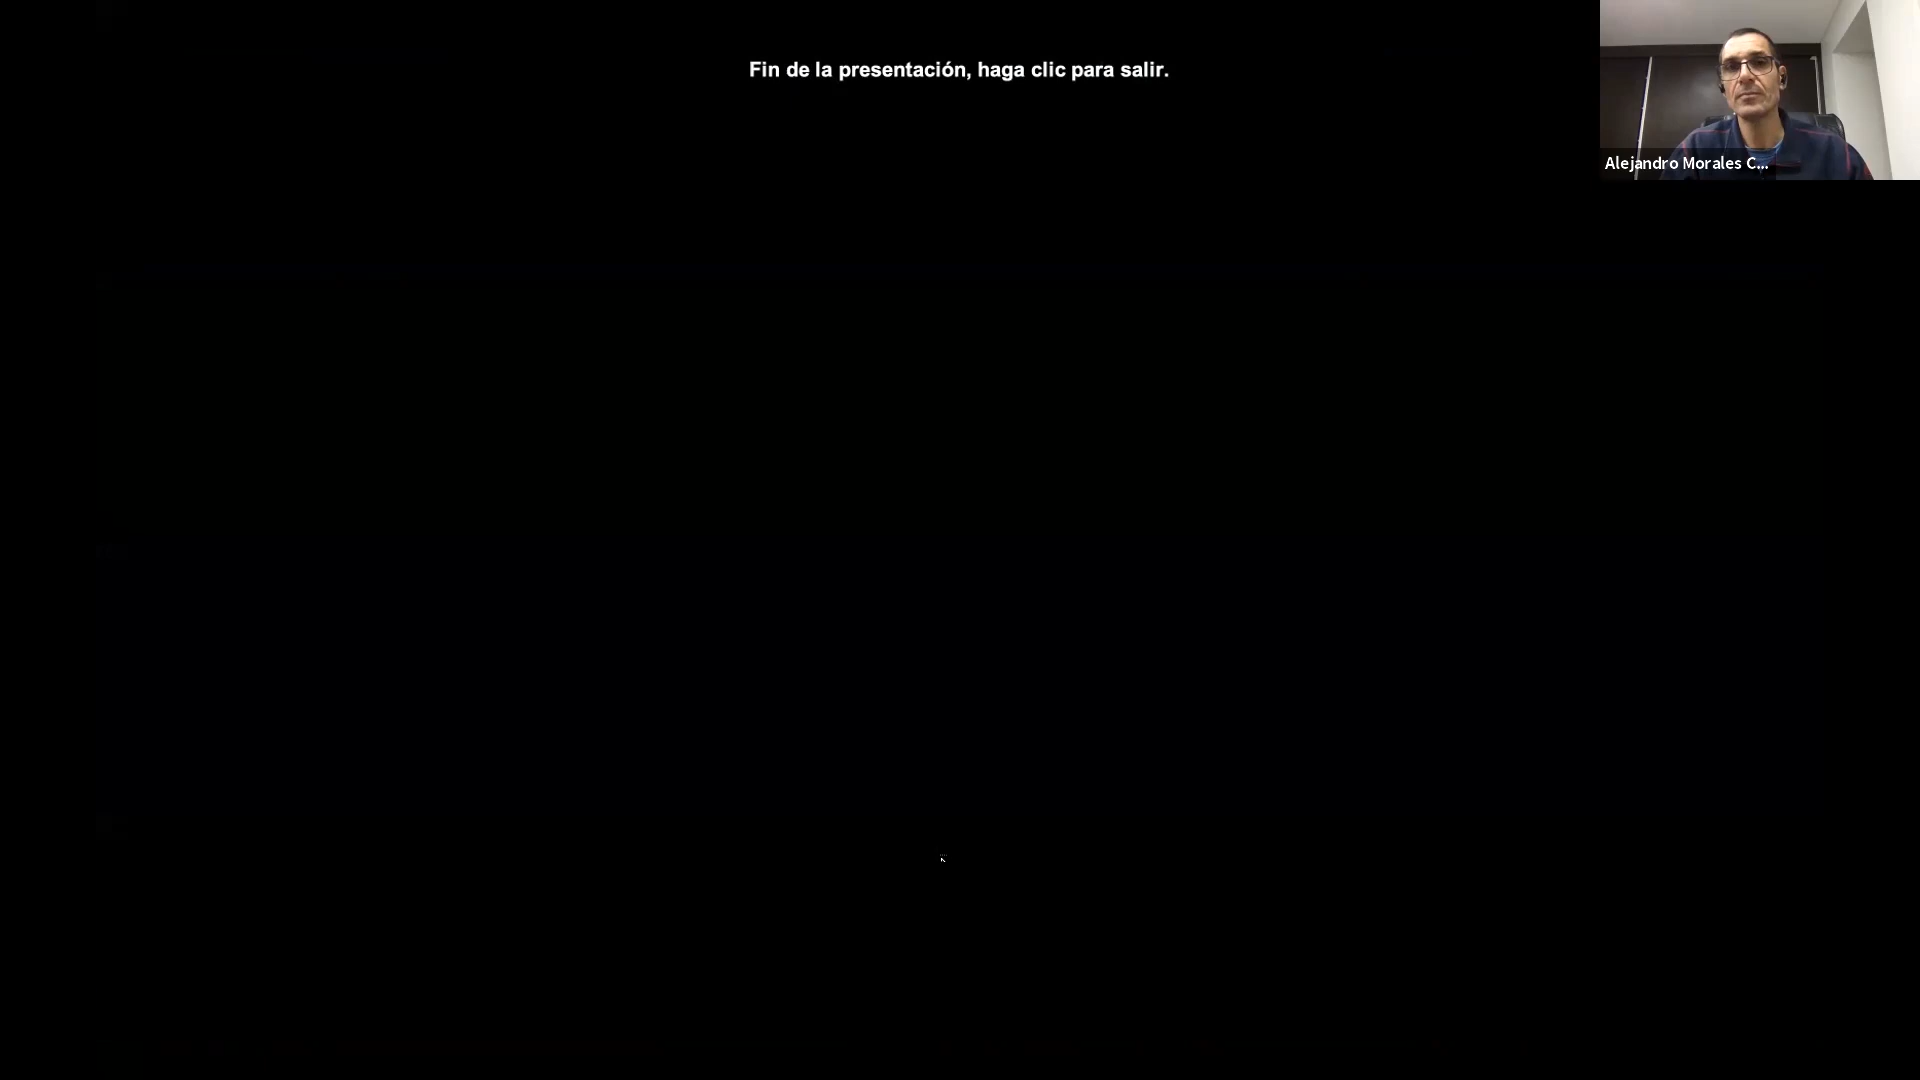 Fin de la presentación, haga clic para salir.
Alejandro Morales C...